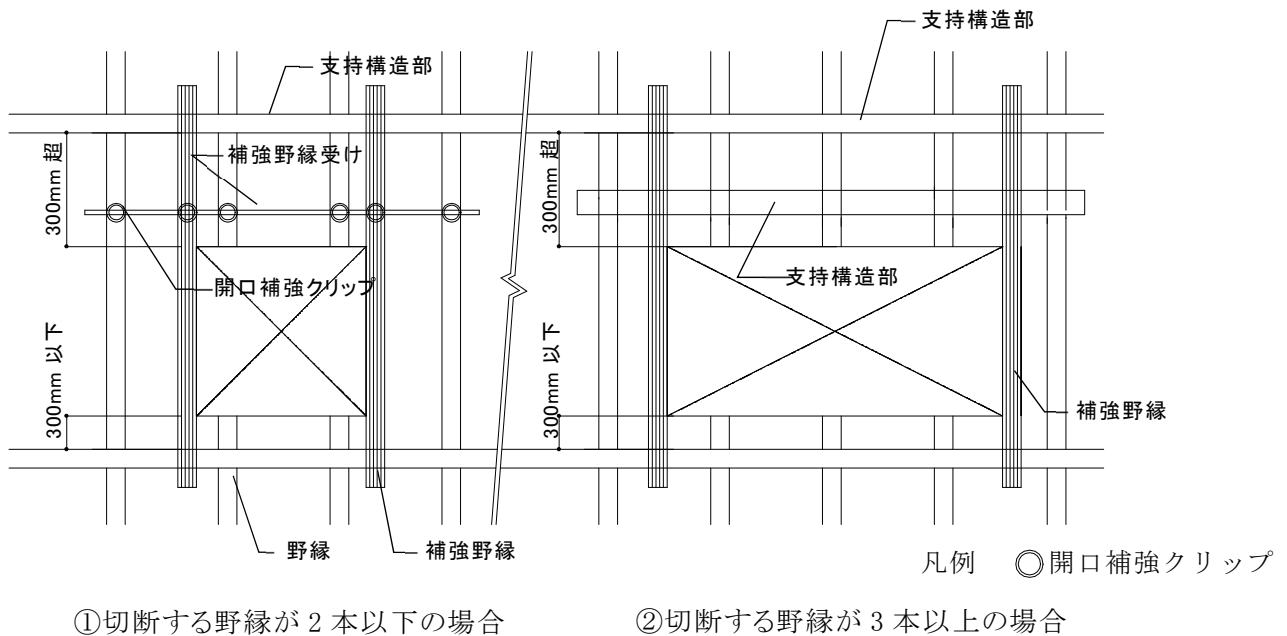 支持構造部
支持構造部
300mm 超
補強野縁受け
300mm 超
開口補強クリップ
支持構造部
300mm 以下
300mm 以下
補強野縁
野縁
補強野縁
凡例 ◎開口補強クリップ
①切断する野縁が 2 本以下の場合
②切断する野縁が 3 本以上の場合